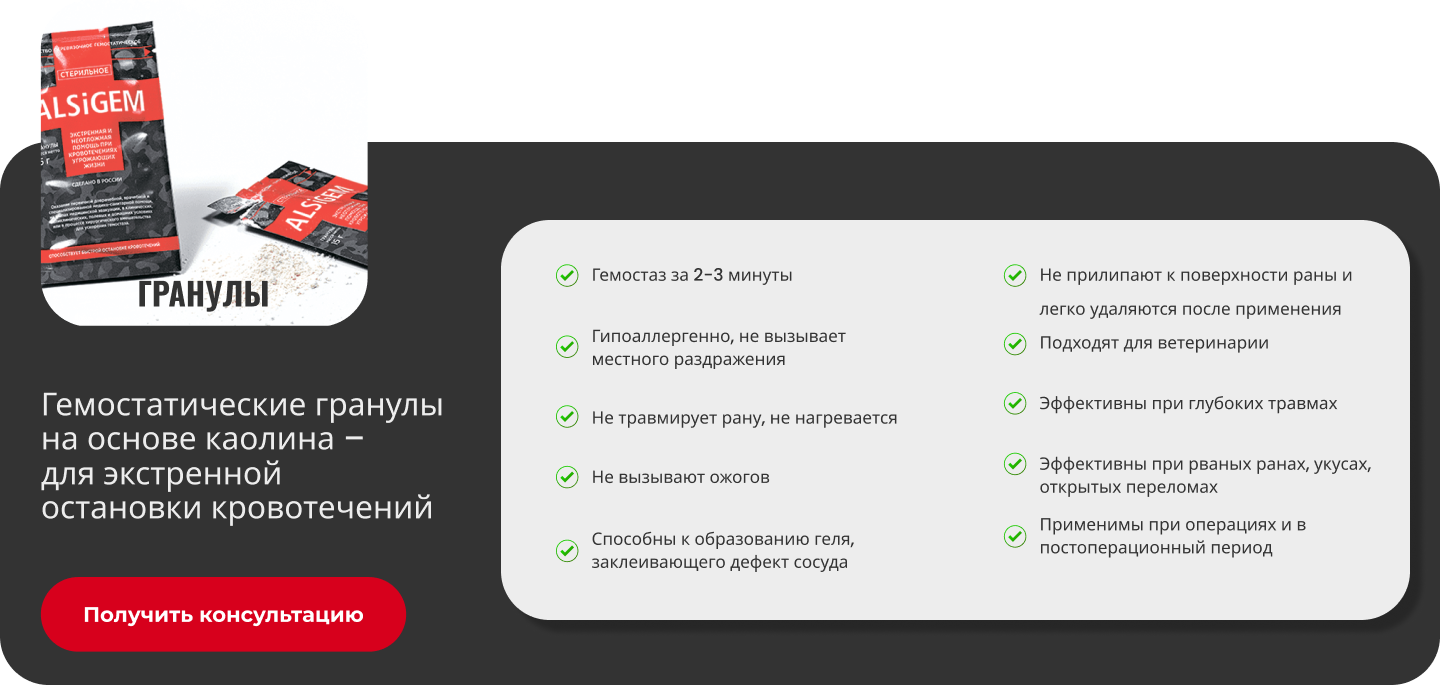 СТЕРИЛЬНОЕ
ALSiGEM
ЭКСТРЕННАЯ И
НЕОТЛОЖНАЯ
ПОМОЩЬ ПРИ
КРОВОТЕЧЕНИЯХ
УГРОЖАЮЩИХ
ЖИЗНИ
СДЕЛАНО В РОССИИ
СПОСОБСТВУЕТ БЫСТРОЙ ОСТАНОВКЕ КРОВОТЕЧЕНИЙ
СТЕРИЛЬНОЕ
ALSiGEM
15 г
ГРАНУЛЫ
Гемостатические гранулы
на основе каолина –
для экстренной
остановки кровотечений
Получить консультацию
Гемостаз за 2-3 минуты
Гипоаллергенно, не вызывает
местного раздражения
Не травмирует рану, не нагревается
Не вызывают ожогов
Способны к образованию геля,
заклеивающего дефект сосуда
Не прилипают к поверхности раны и
легко удаляются после применения
Подходят для ветеринарии
Эффективны при глубоких травмах
Эффективны при рваных ранах, укусах,
открытых переломах
Применимы при операциях и в
постоперационный период